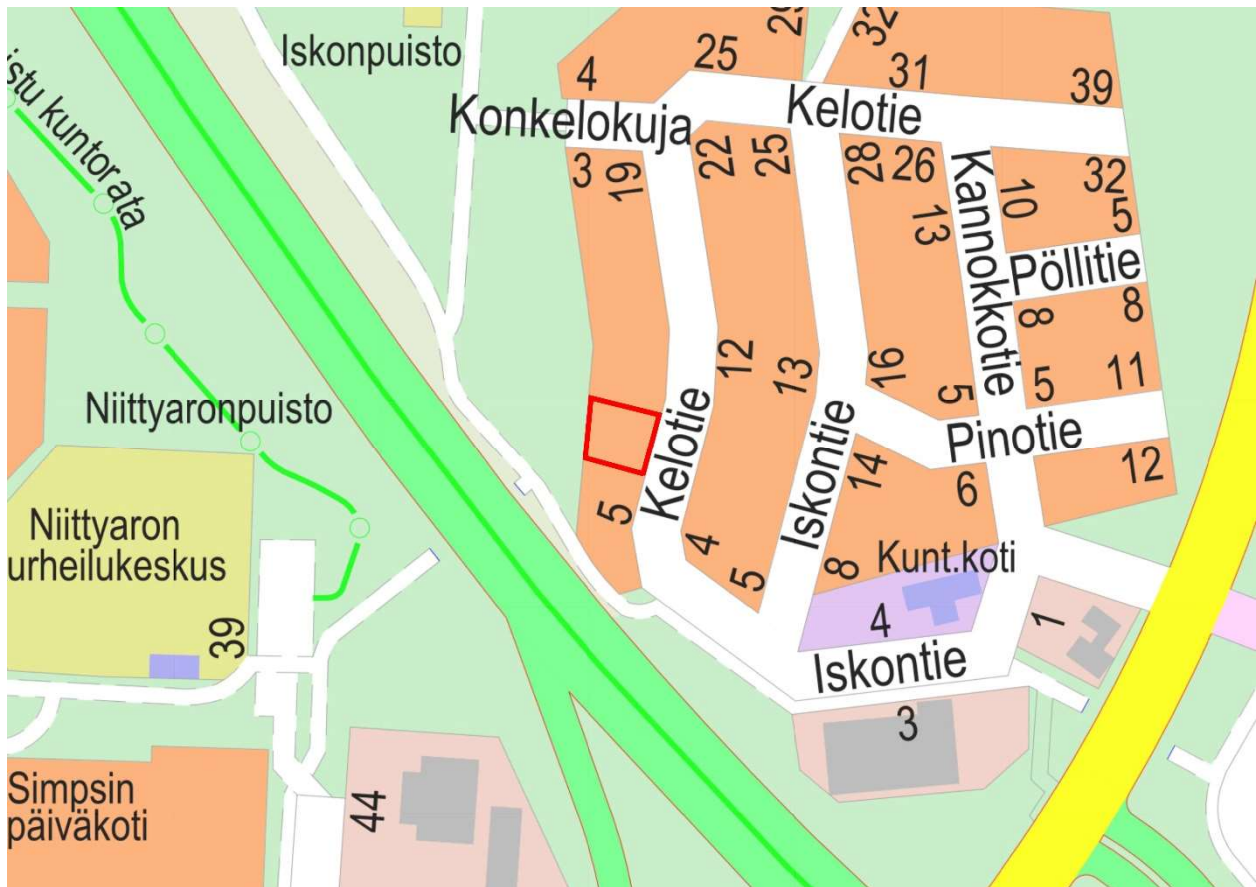 29
32
Iskonpuisto
25
31
39
4
Kelotie
Konkelokuja
istu kuntorata
3
19
22
25
28
26
13
Kannokkotie
10
32
5
Pöllitie
8
8
12
13
16
5
5
11
Niittyaronpuisto
Kelotie
Iskontie
Pinotie
14
6
12
5
4
5
8
Kunt.koti
Niittyaron
urheilukeskus
39
4
1
Iskontie
3
Simpsin
päiväkoti
44